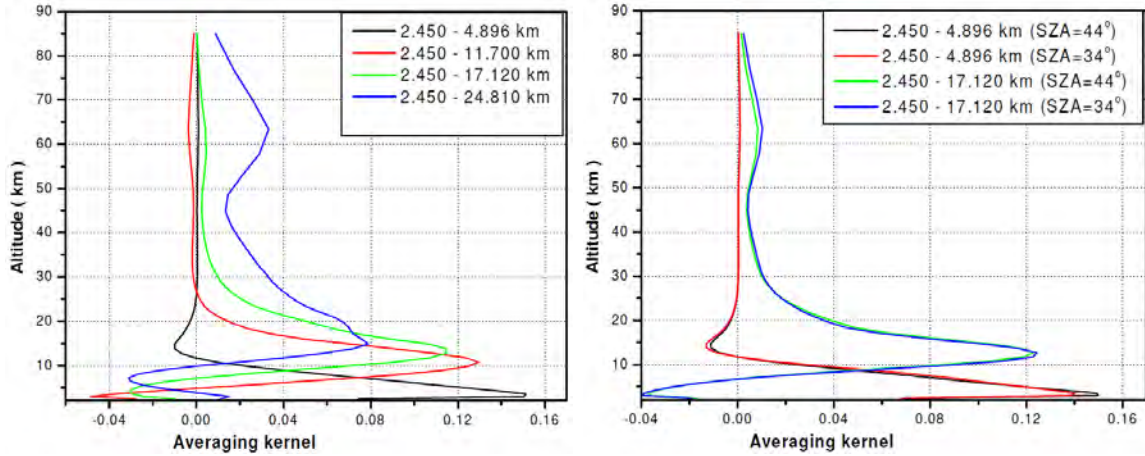 90
80
70
60
50
40
30
20
10
Altitude ( km )
2.450 - 4.896 km
2.450 - 11.700 km
2.450 - 17.120 km
2.450 - 24.810 km
-0.04 0.00 0.04 0.08 0.12 0.16
Averaging kernel
90
80
70
60
50
40
30
20
10
Altitude ( km )
2.450 - 4.896 km (SZA=44⁰)
2.450 - 4.896 km (SZA=34⁰)
2.450 - 17.120 km (SZA=44⁰)
2.450 - 17.120 km (SZA=34⁰)
-0.04 0.00 0.04 0.08 0.12 0.16
Averaging kernel